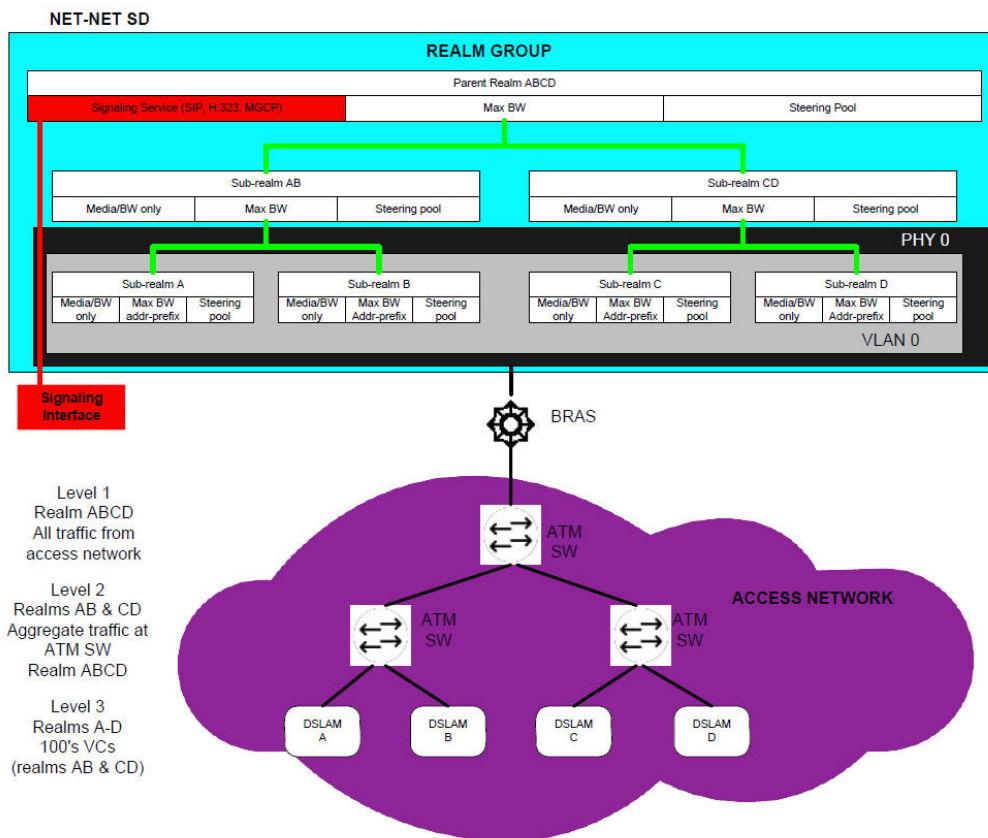 NET-NET SD
REALM GROUP
Parent Realm ABCD
Signaling Service (SIP, H.323, MGCP)
Max BW
Steering Pool
Sub-realm AB
Media/BW only
Max BW
Steering pool
Sub-realm CD
Media/BW only
Max BW
Steering pool
PHY 0
Sub-realm A
Media/BW
only
Max BW
addr-prefix
Steering
pool
Sub-realm B
Media/BW
only
Max BW
Addr-prefix
Steering
pool
Sub-realm C
Media/BW
only
Max BW
Addr-prefix
Steering
pool
Sub-realm D
Media/BW
only
Max BW
Addr-prefix
Steering
pool
VLAN 0
Signaling
Interface
BRAS
Level 1
Realm ABCD
All traffic from
access network
Level 2
Realms AB & CD
Aggregate traffic at
ATM SW
Realm ABCD
Level 3
Realms A-D
100's VCs
(realms AB & CD)
ATM
SW
ATM
SW
ATM
SW
ACCESS NETWORK
DSLAM
A
DSLAM
B
DSLAM
C
DSLAM
D